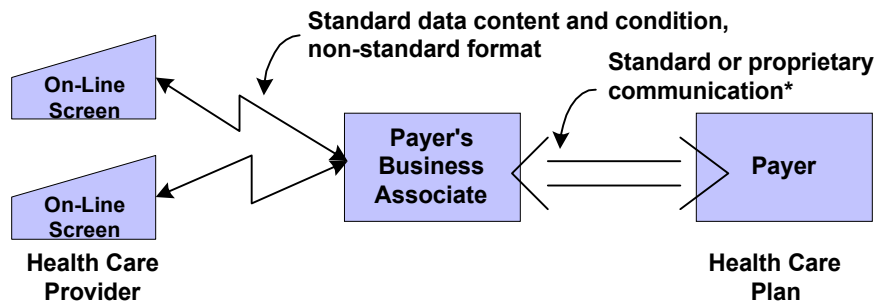 Standard data content and condition,
non-standard format
Standard or proprietary
communication*
On-Line
Screen
Payer's
Business
Associate
Payer
On-Line
Screen
Health Care
Provider
Health Care
Plan